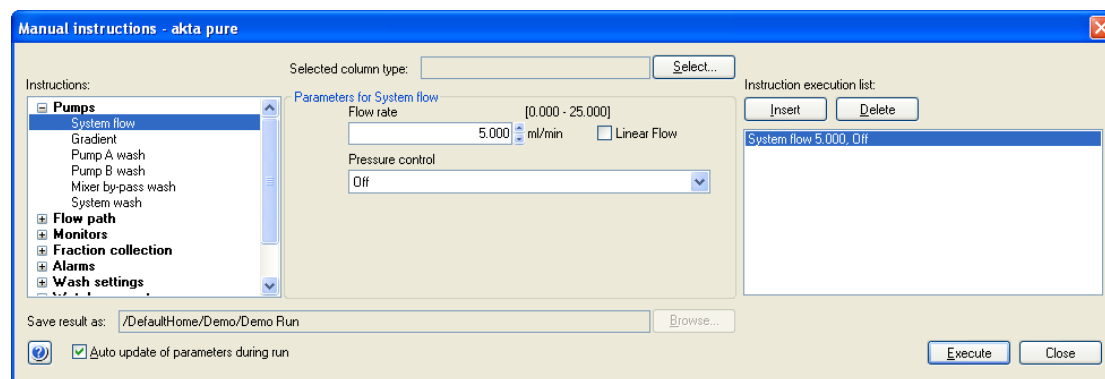 Manual instructions - akta pure
Selected column type:
Select...
Instructions:
Pumps
System flow
Gradient
Pump A wash
Pump B wash
Mixer by-pass wash
System wash
Flow path
Monitors
Fraction collection
Alarms
Wash settings
Parameters for System flow
Flow rate [0.000 - 25.000]
5.000 ml/min Linear Flow
Pressure control
Off
Instruction execution list:
Insert Delete
System flow 5.000, Off
Save result as: /DefaultHome/Demo/Demo Run Browse...
Auto update of parameters during run
Execute Close